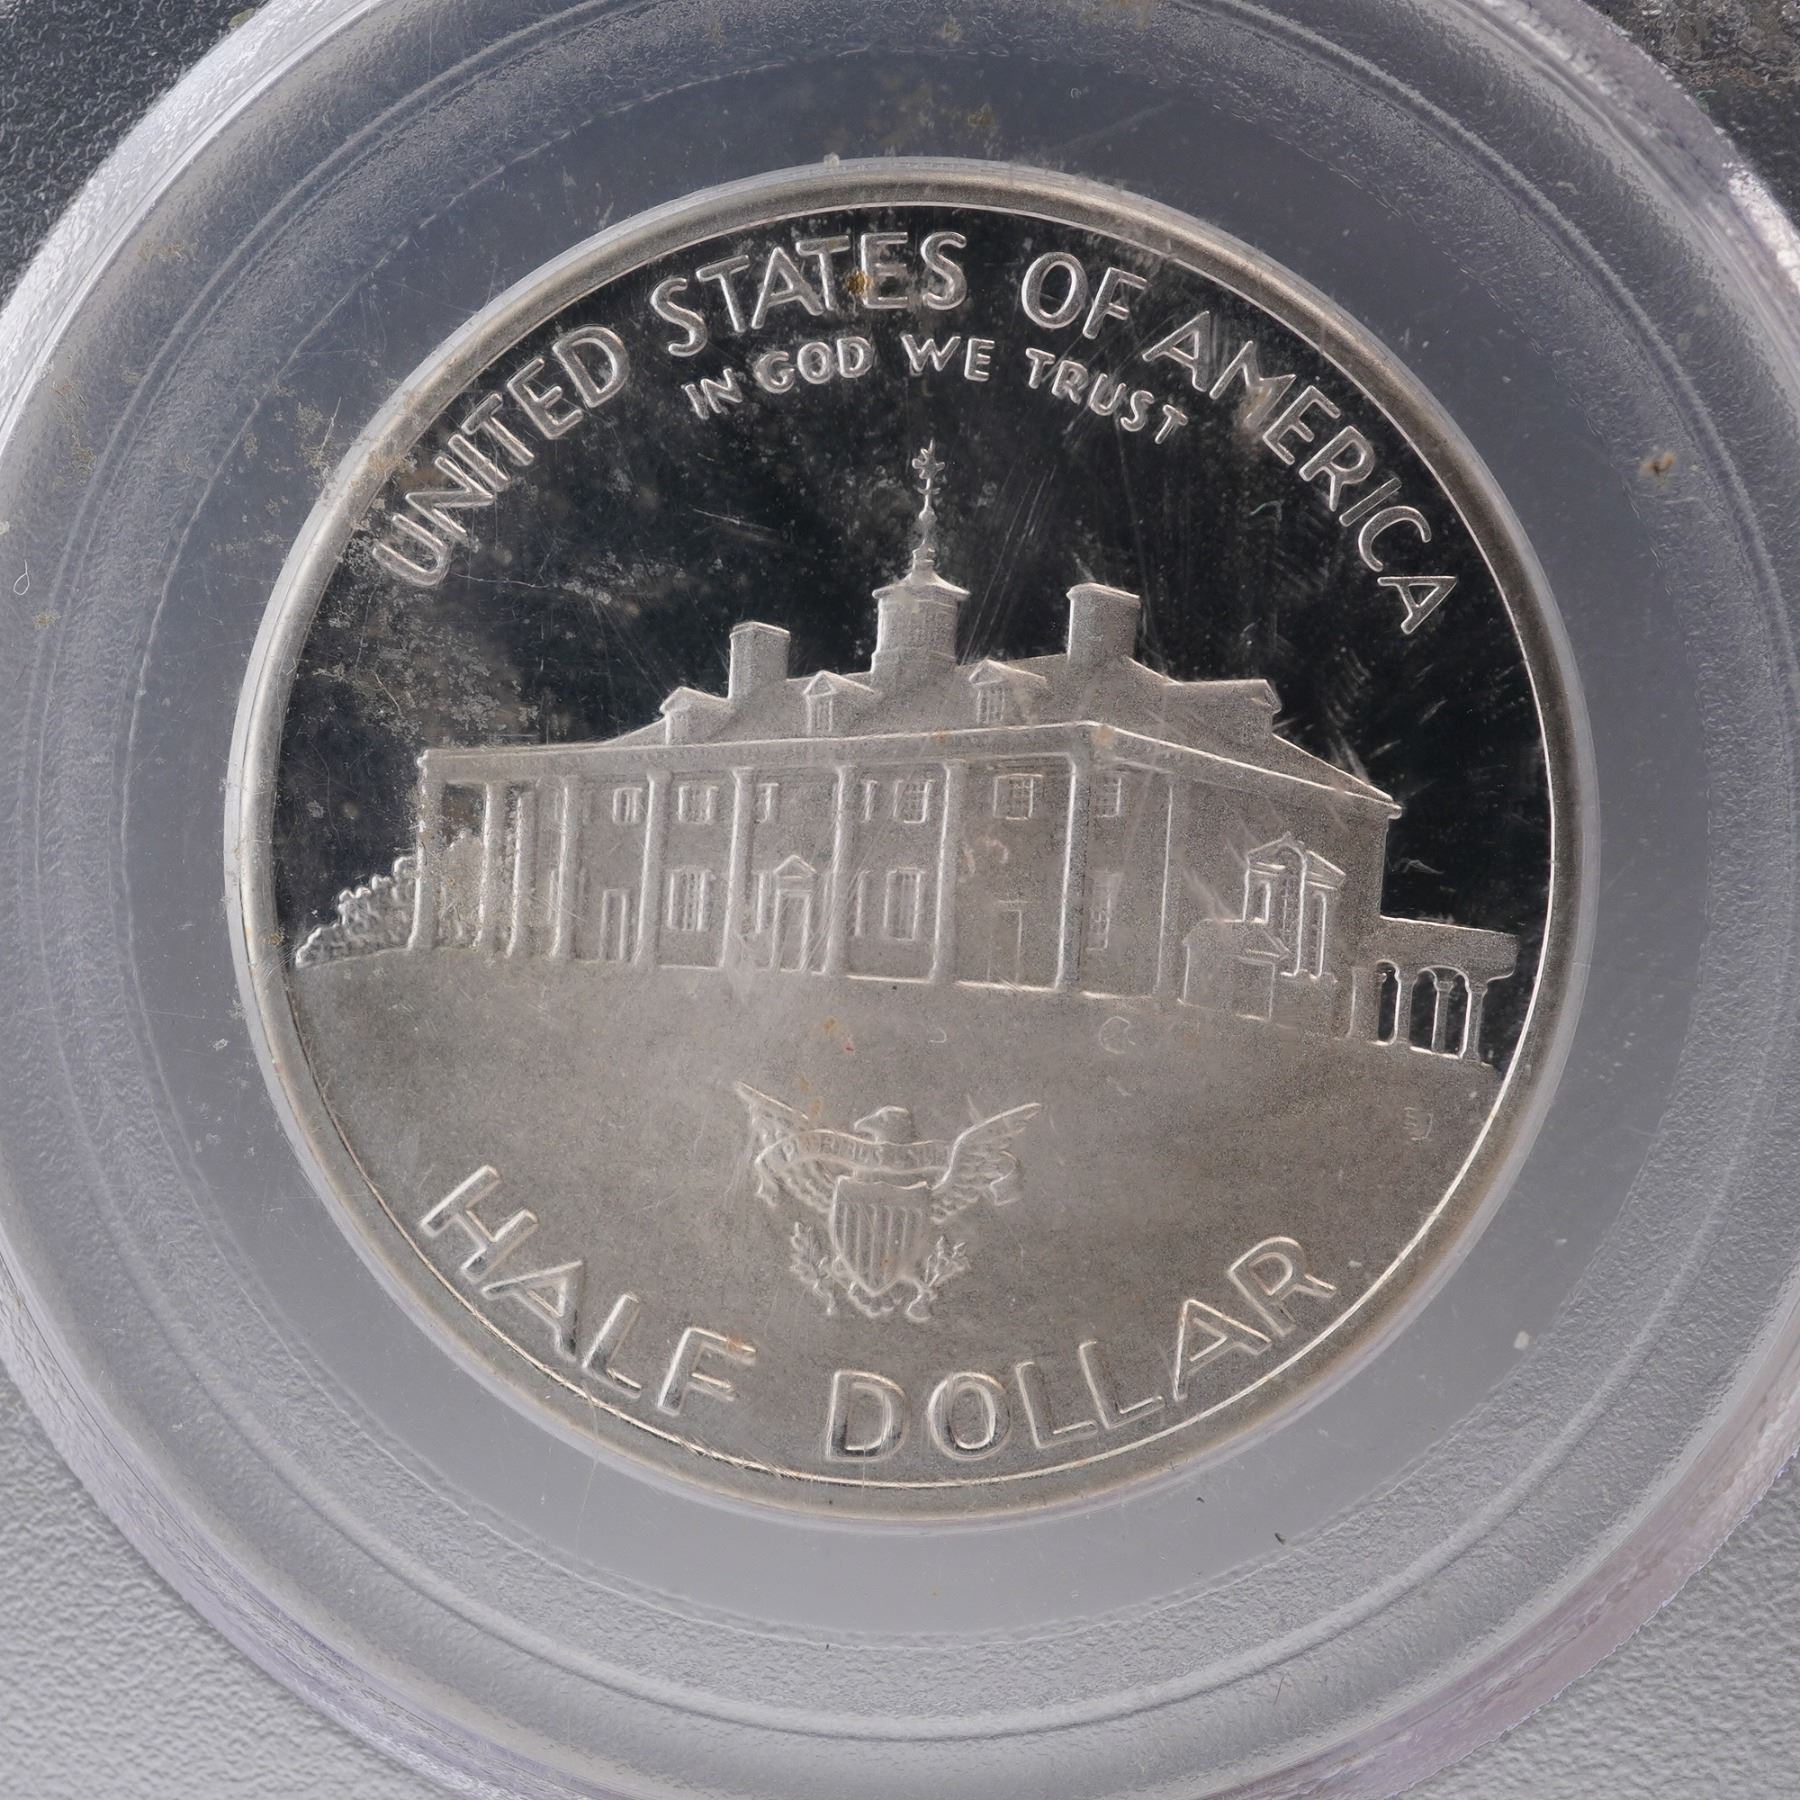 UNITED STATES OF AMERICA
IN GOD WE TRUST
HALF DOLLAR